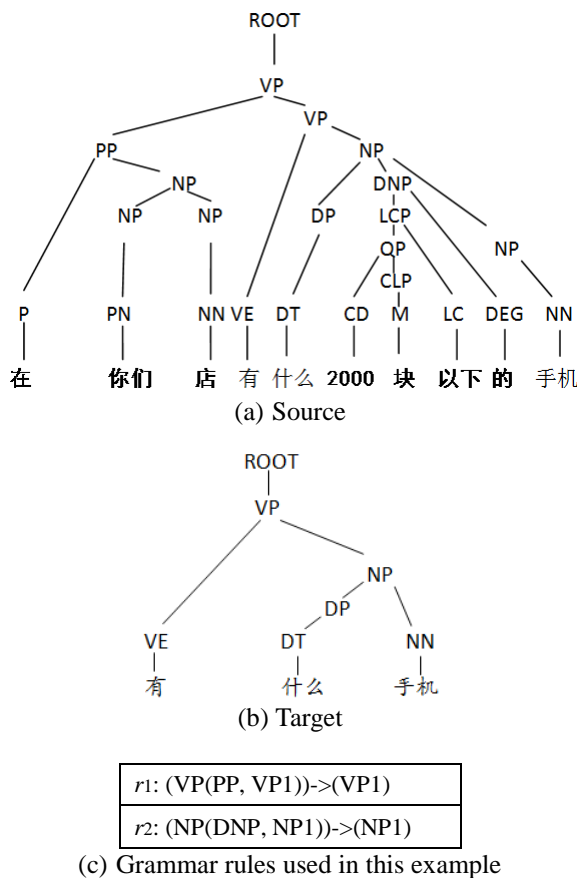 ROOT
VP
VP
PP NP
NP DNP
NP NP DP LCP
QP NP
CLP
P PN NN VE DT CD M LC DEG NN
在 你们 店 有 什么 2000 块 以下 的 手机
(a) Source
ROOT
VP
NP
DP
VE DT NN
有 什么 手机
(b) Target
r1: (VP(PP, VP1))->(VP1)
r2: (NP(DNP, NP1))->(NP1)
(c) Grammar rules used in this example